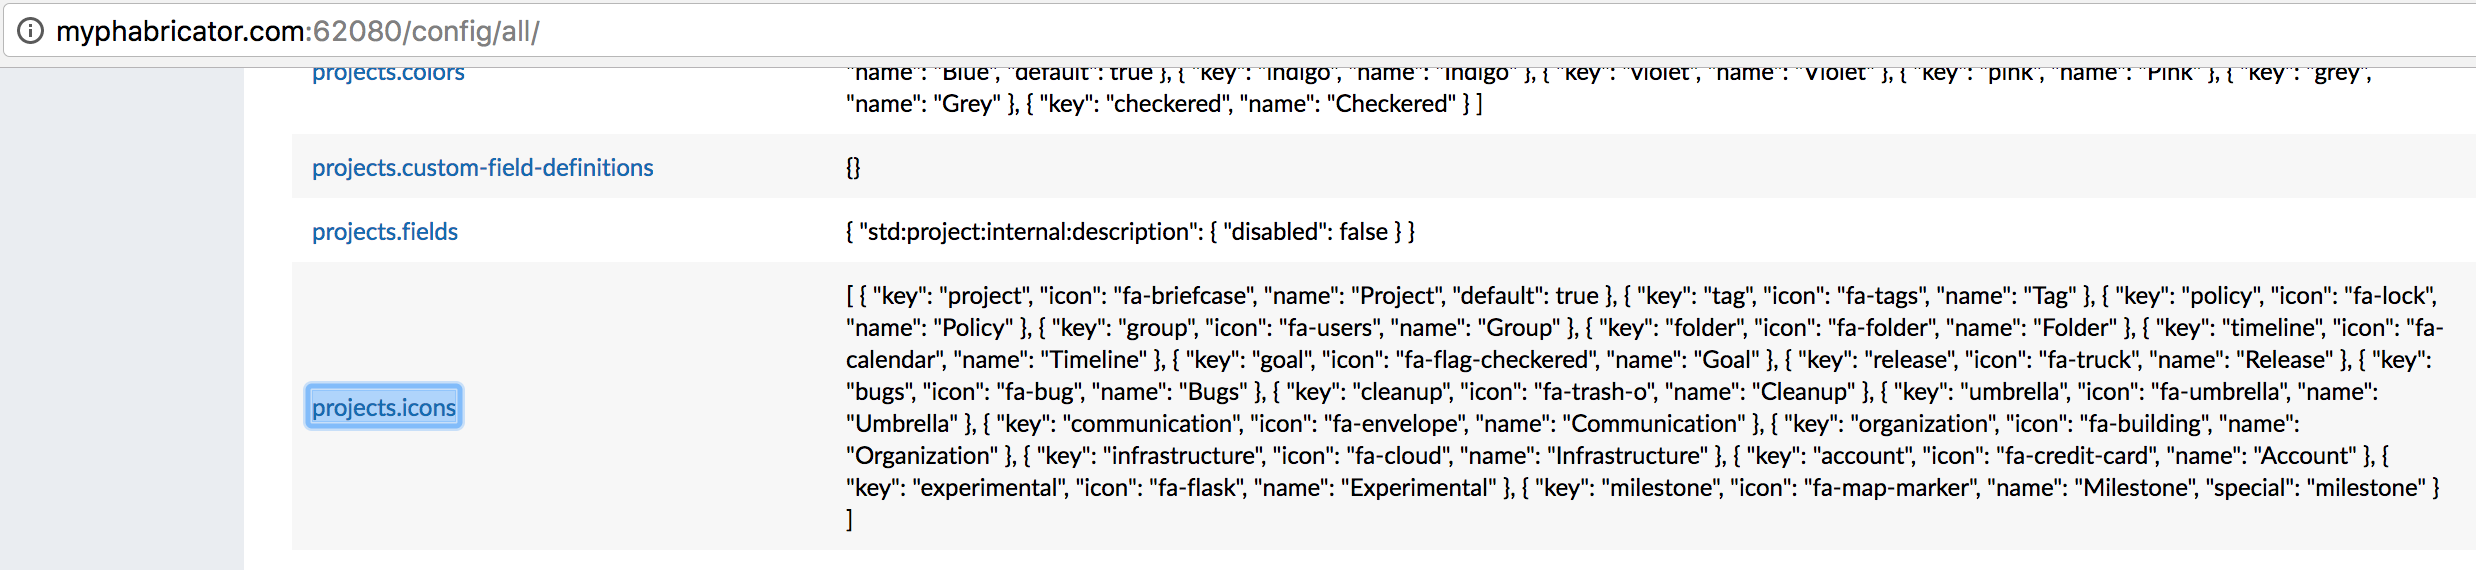 myphabricator.com:62080/config/all/
projects.colors
"name": "Blue", "default": true }, { "key": "indigo", "name": "Indigo" }, { "key": "violet", "name": "Violet" }, { "key": "pink", "name": "Pink" }, { "key": "grey",
"name": "Grey" }, { "key": "checkered", "name": "Checkered" } ]
projects.custom-field-definitions
{}
projects.fields
{ "std:project:internal:description": { "disabled": false } }
projects.icons
[ { "key": "project", "icon": "fa-briefcase", "name": "Project", "default": true }, { "key": "tag", "icon": "fa-tags", "name": "Tag" }, { "key": "policy", "icon": "fa-lock",
"name": "Policy" }, { "key": "group", "icon": "fa-users", "name": "Group" }, { "key": "folder", "icon": "fa-folder", "name": "Folder" }, { "key": "timeline", "icon": "fa-
calendar", "name": "Timeline" }, { "key": "goal", "icon": "fa-flag-checkered", "name": "Goal" }, { "key": "release", "icon": "fa-truck", "name": "Release" }, { "key":
"bugs", "icon": "fa-bug", "name": "Bugs" }, { "key": "cleanup", "icon": "fa-trash-o", "name": "Cleanup" }, { "key": "umbrella", "icon": "fa-umbrella", "name":
"Umbrella" }, { "key": "communication", "icon": "fa-envelope", "name": "Communication" }, { "key": "organization", "icon": "fa-building", "name":
"Organization" }, { "key": "infrastructure", "icon": "fa-cloud", "name": "Infrastructure" }, { "key": "account", "icon": "fa-credit-card", "name": "Account" }, {
"key": "experimental", "icon": "fa-flask", "name": "Experimental" }, { "key": "milestone", "icon": "fa-map-marker", "name": "Milestone", "special": "milestone" }
]